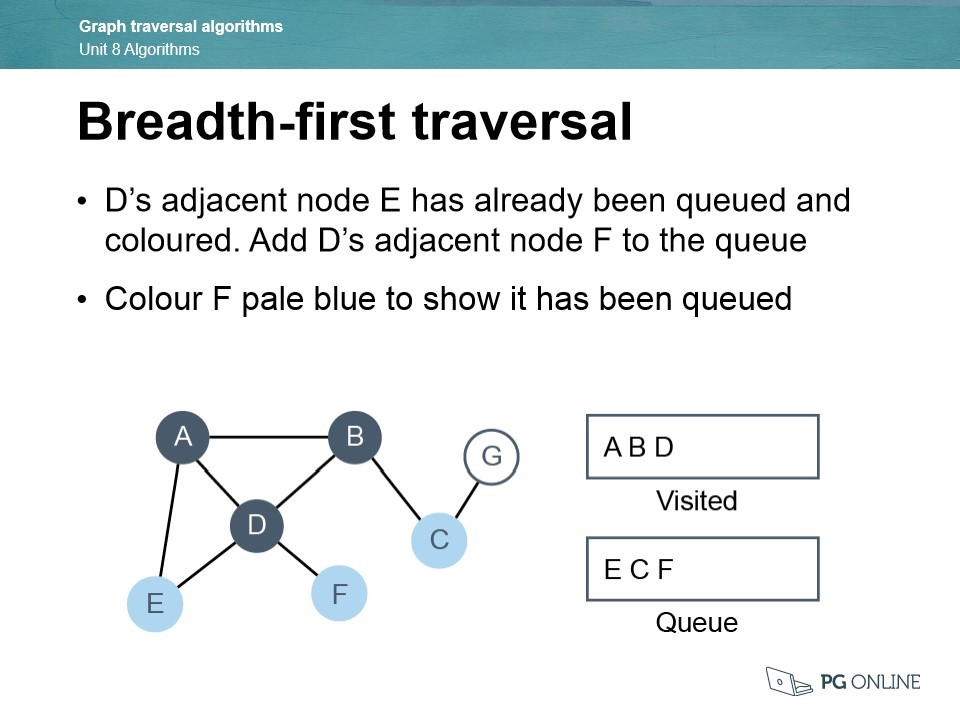 Graph traversal algorithms
Unit 8 Algorithms
Breadth-first traversal
• D’s adjacent node E has already been queued and
coloured. Add D’s adjacent node F to the queue
• Colour F pale blue to show it has been queued
A
B
G
D
C
E
F
A B D
Visited
E C F
Queue
PG ONLINE